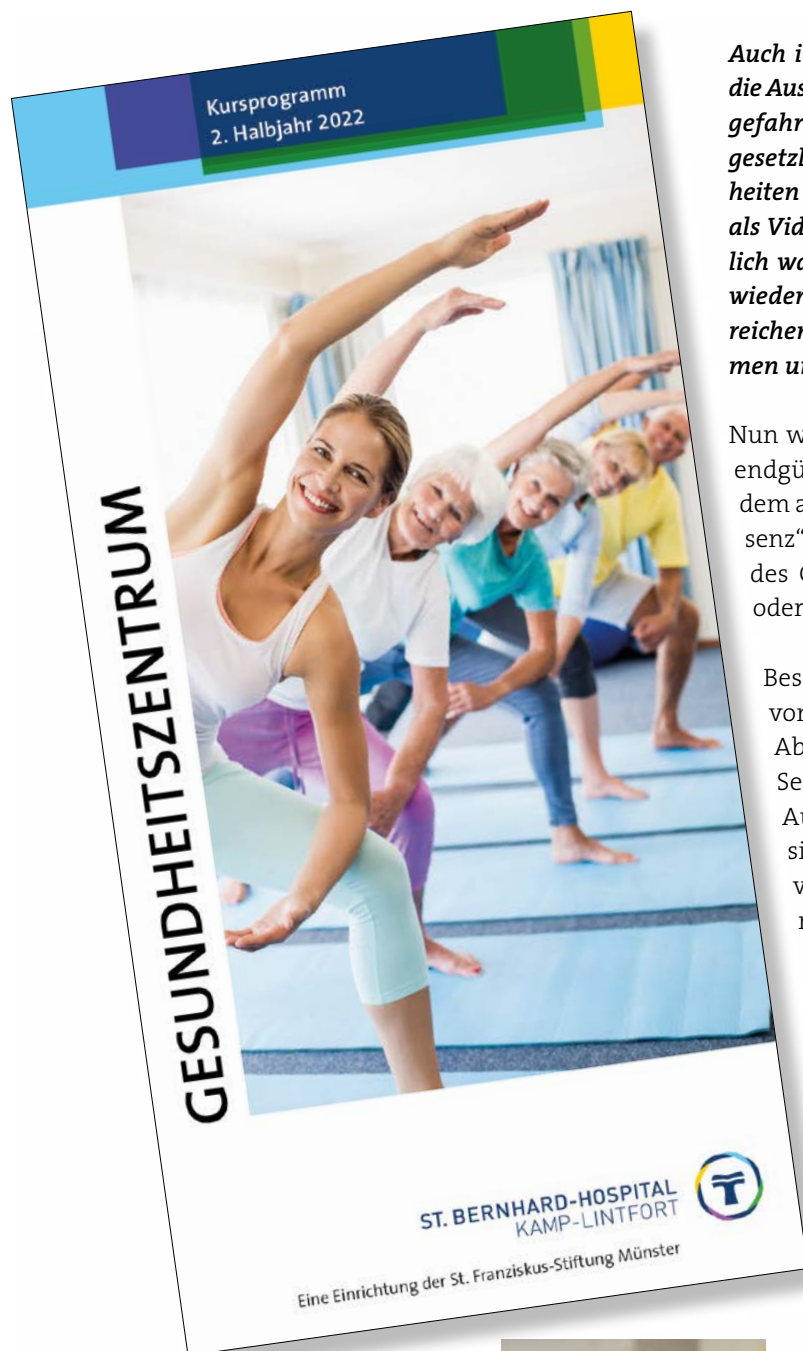 Kursprogramm
2. Halbjahr 2022
GESUNDHEITSZENTRUM
ST. BERNHARD-HOSPITAL
KAMP-LINTFORT
Eine Einrichtung der St. Franziskus-Stiftung Münster
Auch i
die Aus
gefahr
gesetzl
heiten
als Vid
lich wa
wieder
reicher
men u
Nun w
endgü
dem a
senz“
des
oder
Bes
vor
Ab
Se
Au
si
v